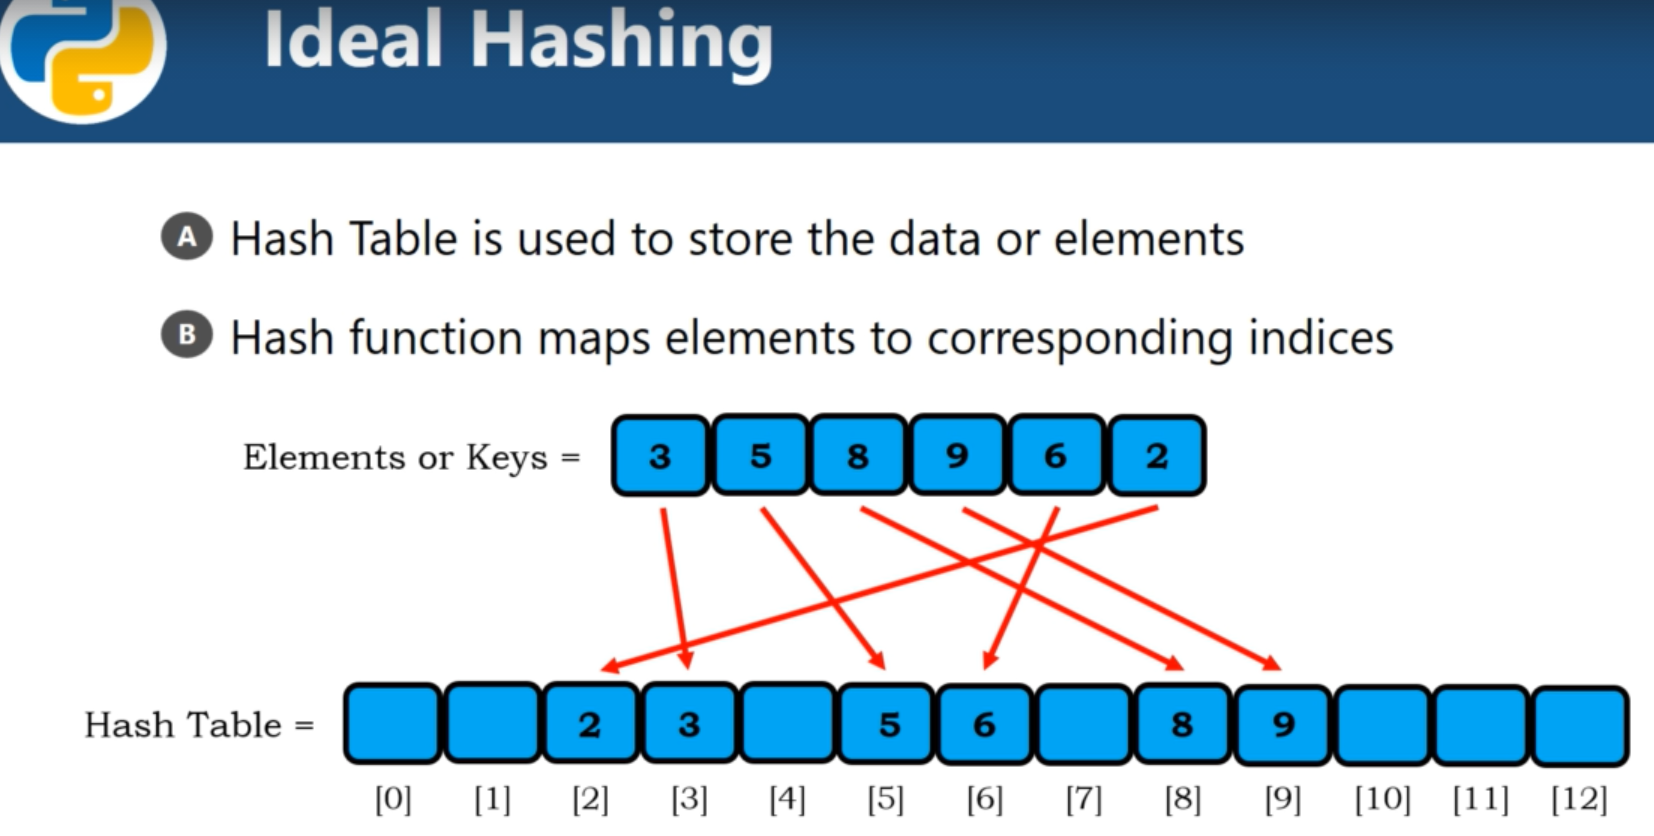 Ideal Hashing
A Hash Table is used to store the data or elements
B Hash function maps elements to corresponding indices
Elements or Keys = 3 5 8 9 6 2
Hash Table = 2 3 5 6 8 9
[0] [1] [2] [3] [4] [5] [6] [7] [8] [9] [10] [11] [12]